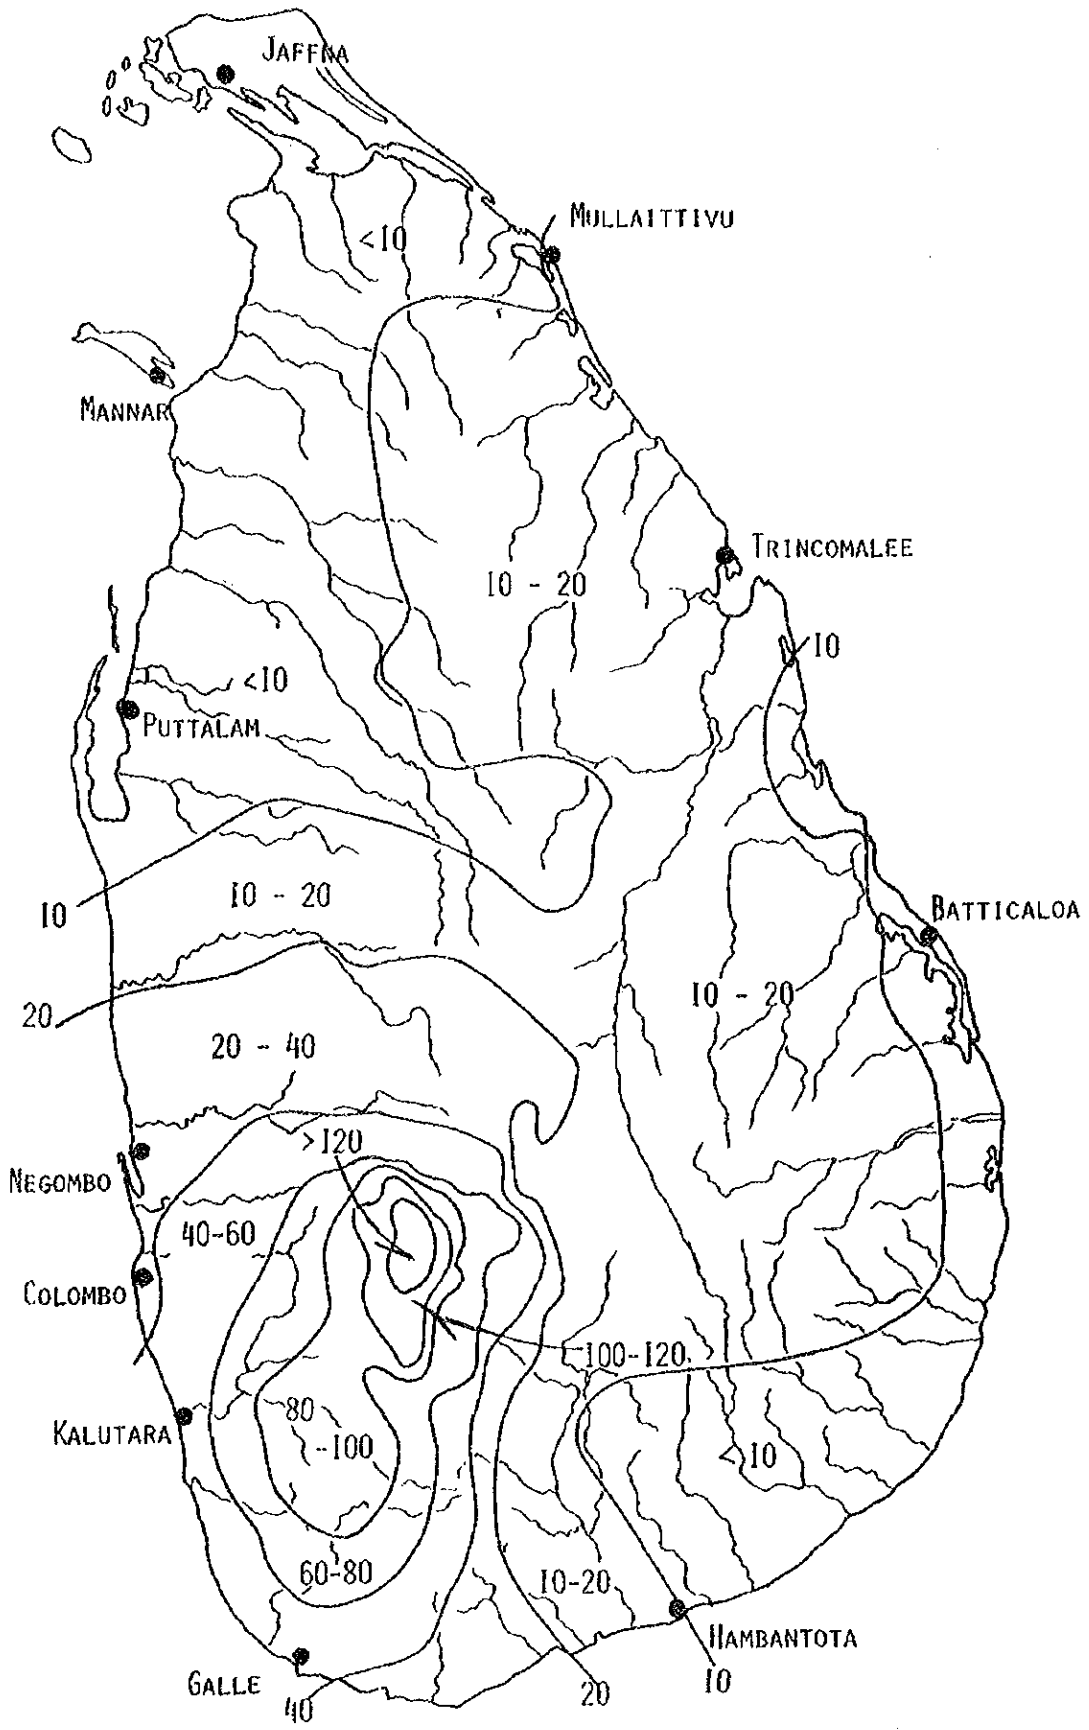 JAFFNA
MULLAITTIVU
<10
MANNAR
TRINCOMALEE
10 - 20
10
<10
PUTTALAM
10 - 20
10
BATTICALOA
10 - 20
20
20 - 40
>120
NEGOMBO
40-60
COLOMBO
100-120
80
-100
KALUTARA
<10
60-80
10-20
HAMBANTOTA
GALLE
10
20
40